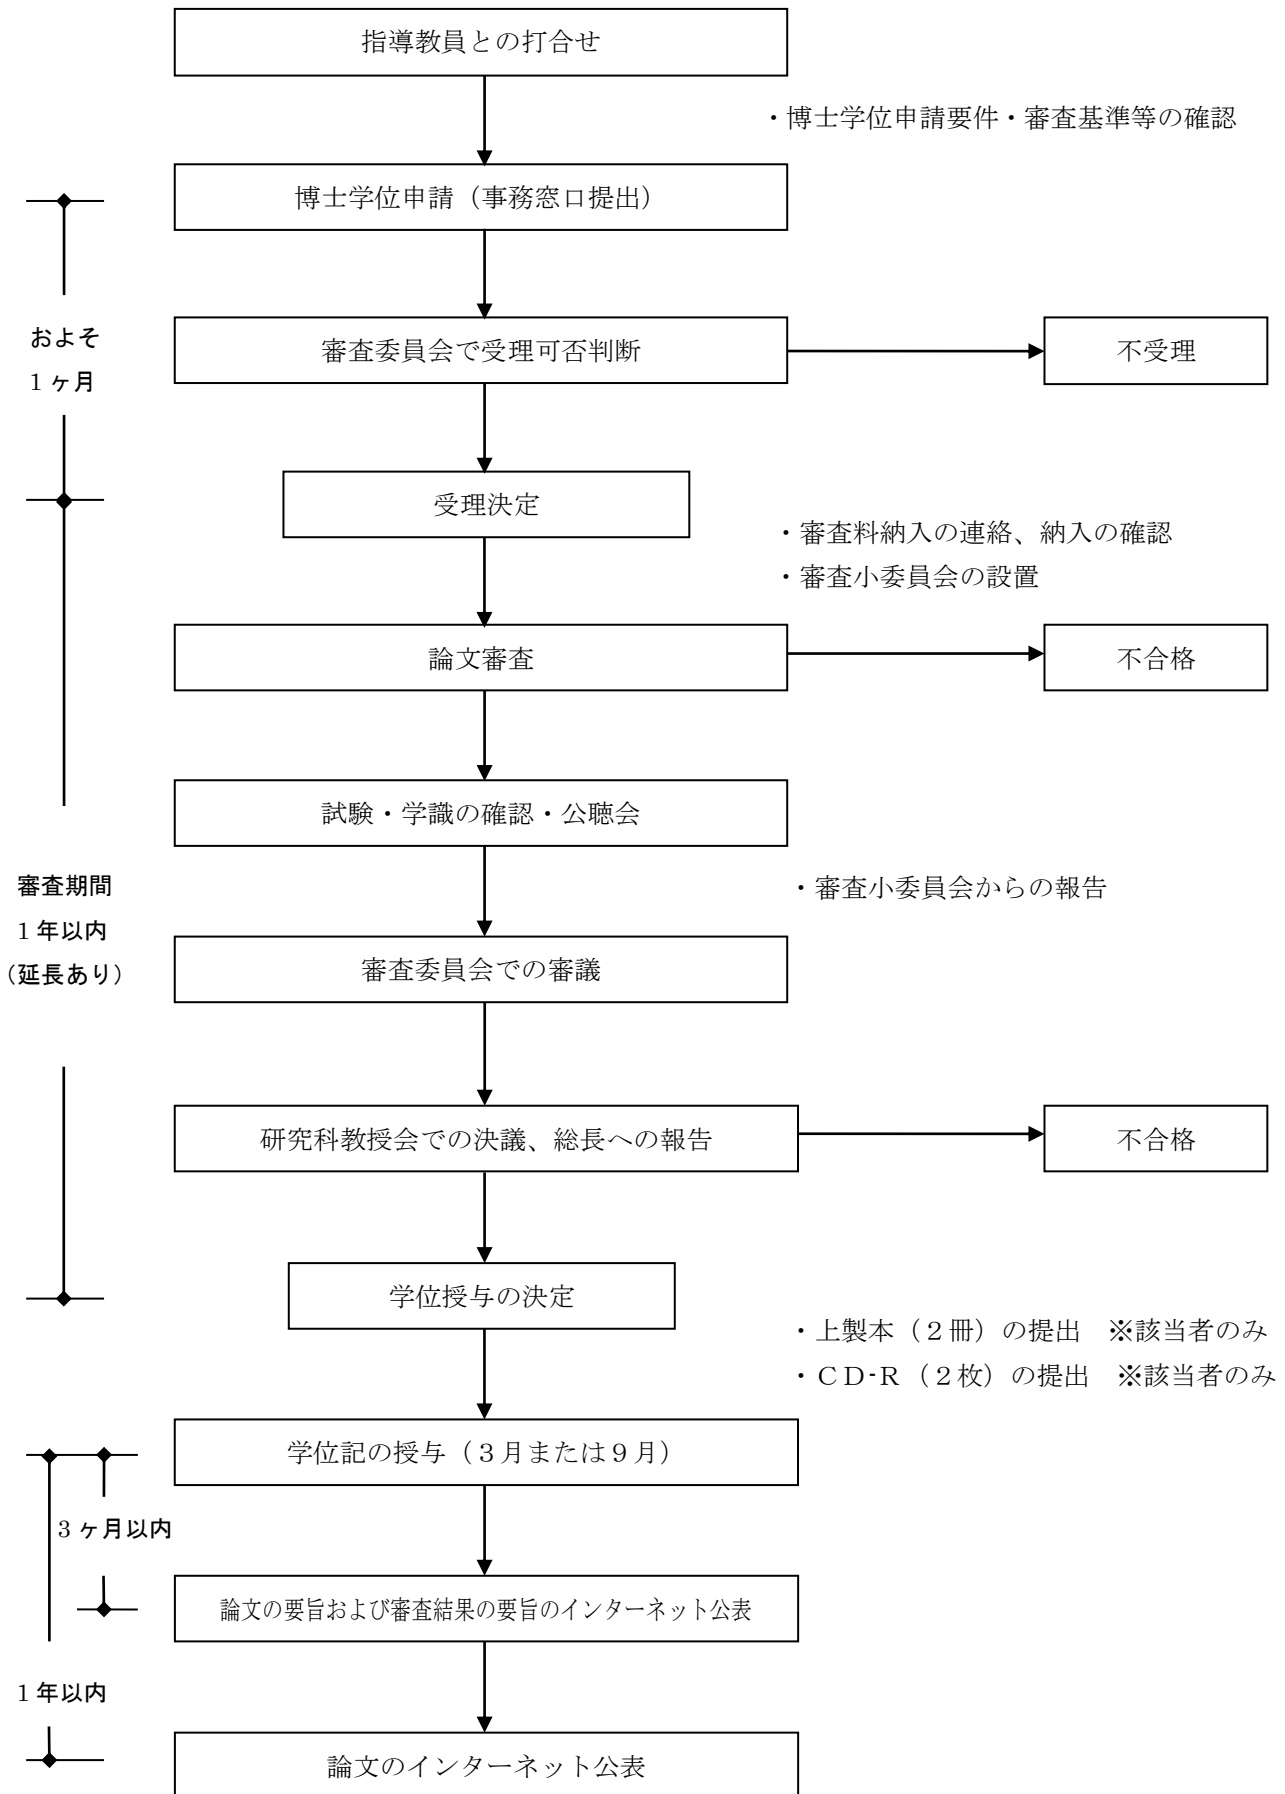 指導教員との打合せ
・博士学位申請要件・審査基準等の確認
博士学位申請（事務窓口提出）
およそ
1 ヶ月
審査委員会で受理可否判断
不受理
受理決定
・審査料納入の連絡、納入の確認
・審査小委員会の設置
論文審査
不合格
試験・学識の確認・公聴会
審査期間
1 年以内
（延長あり）
・審査小委員会からの報告
審査委員会での審議
研究科教授会での決議、総長への報告
不合格
学位授与の決定
・上製本（２冊）の提出　※該当者のみ
・ＣＤ-Ｒ（２枚）の提出　※該当者のみ
学位記の授与（３月または９月）
3 ヶ月以内
論文の要旨および審査結果の要旨のインターネット公表
1 年以内
論文のインターネット公表